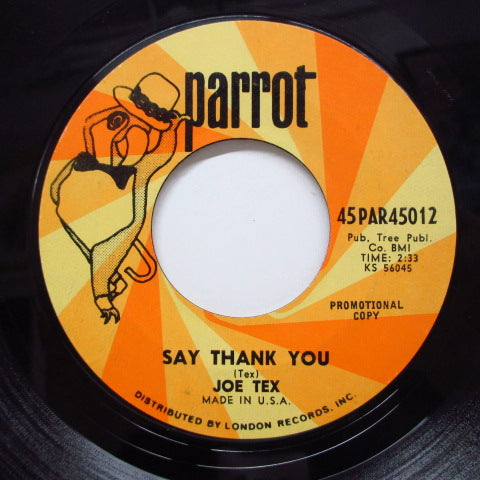 parrot
45PAR45012
Pub. Tree Publ.
Co. BMI
TIME: 2:33
KS 56045
PROMOTIONAL
COPY
SAY THANK YOU
(Tex)
JOE TEX
MADE IN U.S.A.
DISTRIBUTED BY LONDON RECORDS, INC.